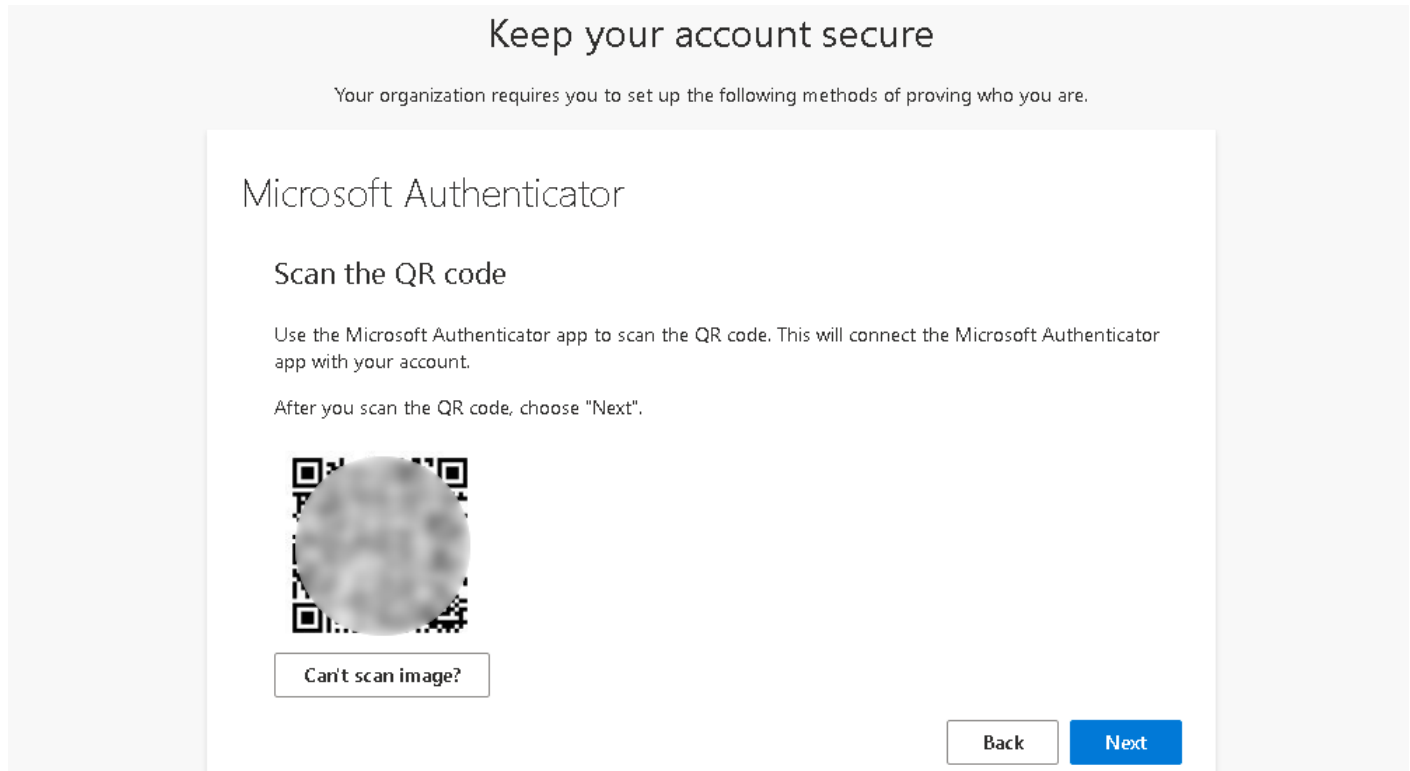 Keep your account secure
Your organization requires you to set up the following methods of proving who you are.
Microsoft Authenticator
Scan the QR code
Use the Microsoft Authenticator app to scan the QR code. This will connect the Microsoft Authenticator
app with your account.
After you scan the QR code, choose "Next".
Can't scan image?
Back
Next